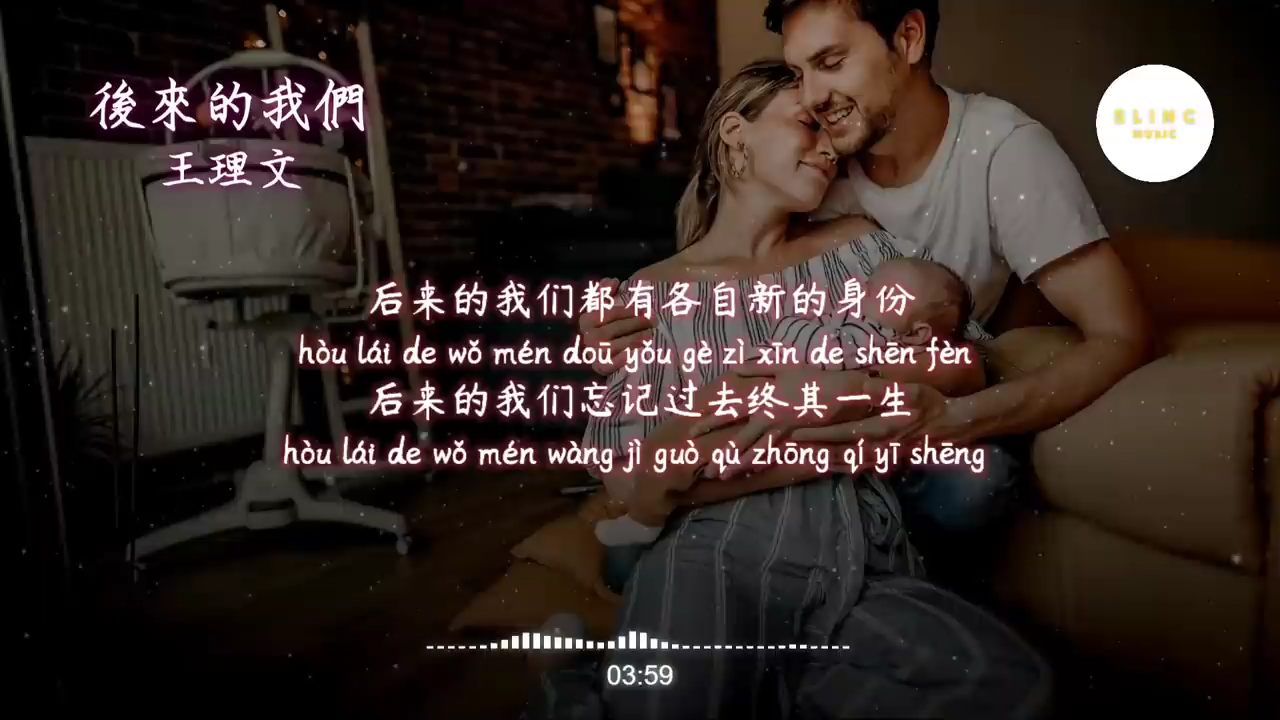 後來的我們
王理文
ELING
MUSIC
后来的我们都有各自新的身份
hòu lái de wǒ mén doū yǒu gè zì xīn de shēn fèn
后来的我们忘记过去终其一生
hòu lái de wǒ mén wàng jì guò qù zhōng qí yī shēng
03:59